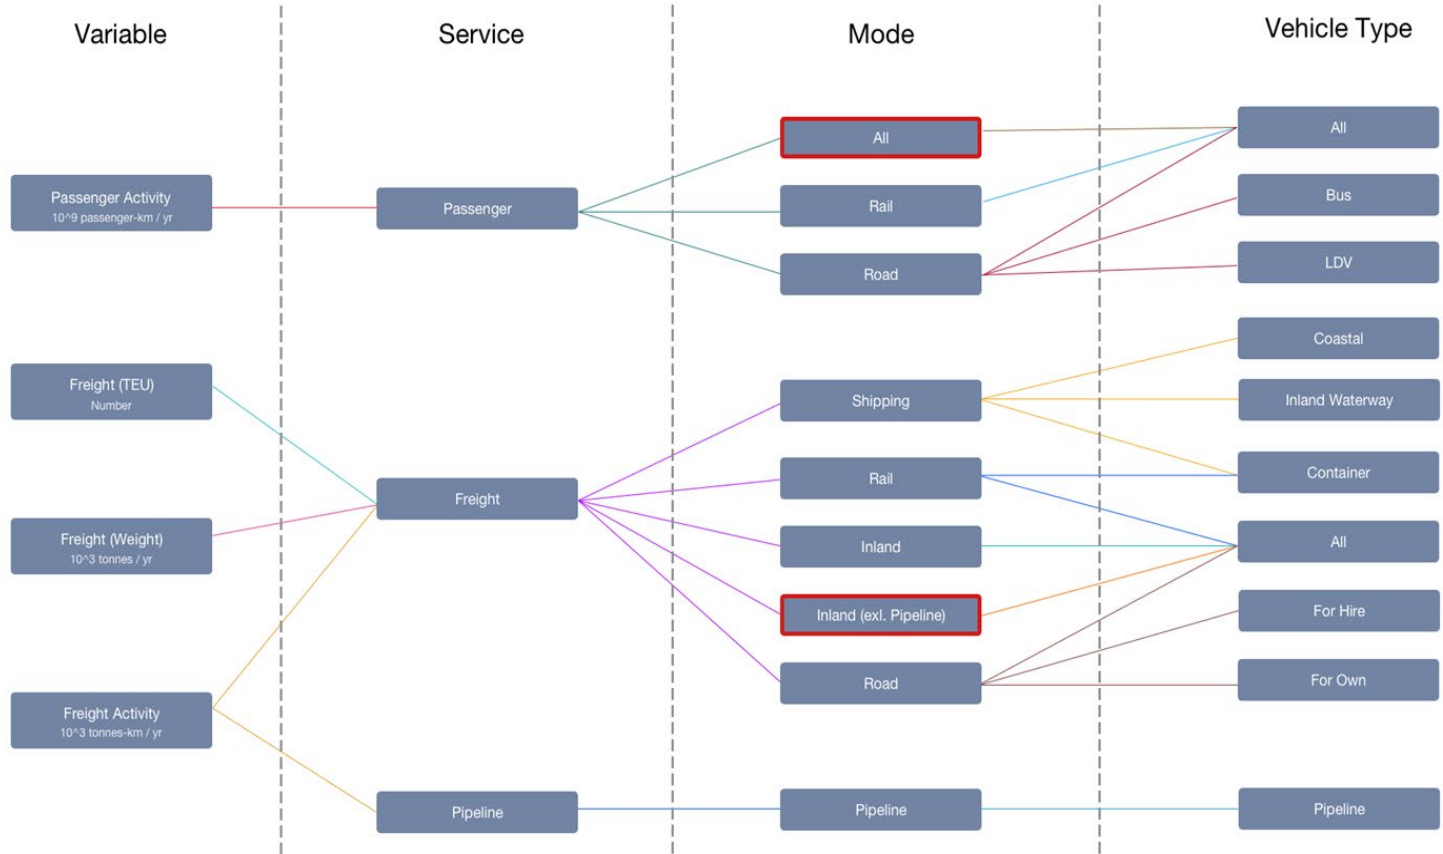 Variable
Service
Mode
Vehicle Type
Passenger Activity
10^9 passenger-km / yr
Passenger
All
Rail
Road
All
Bus
LDV
Freight (TEU)
Number
Freight (Weight)
10^3 tonnes / yr
Freight Activity
10^3 tonnes-km / yr
Freight
Pipeline
Shipping
Rail
Inland
Inland (exl. Pipeline)
Road
Pipeline
Coastal
Inland Waterway
Container
All
For Hire
For Own
Pipeline